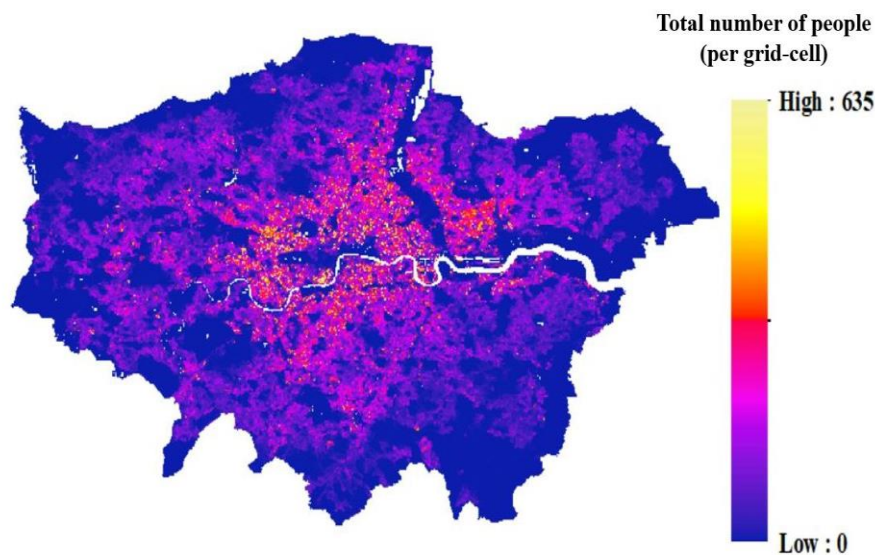 Total number of people
(per grid-cell)
High : 635
Low : 0